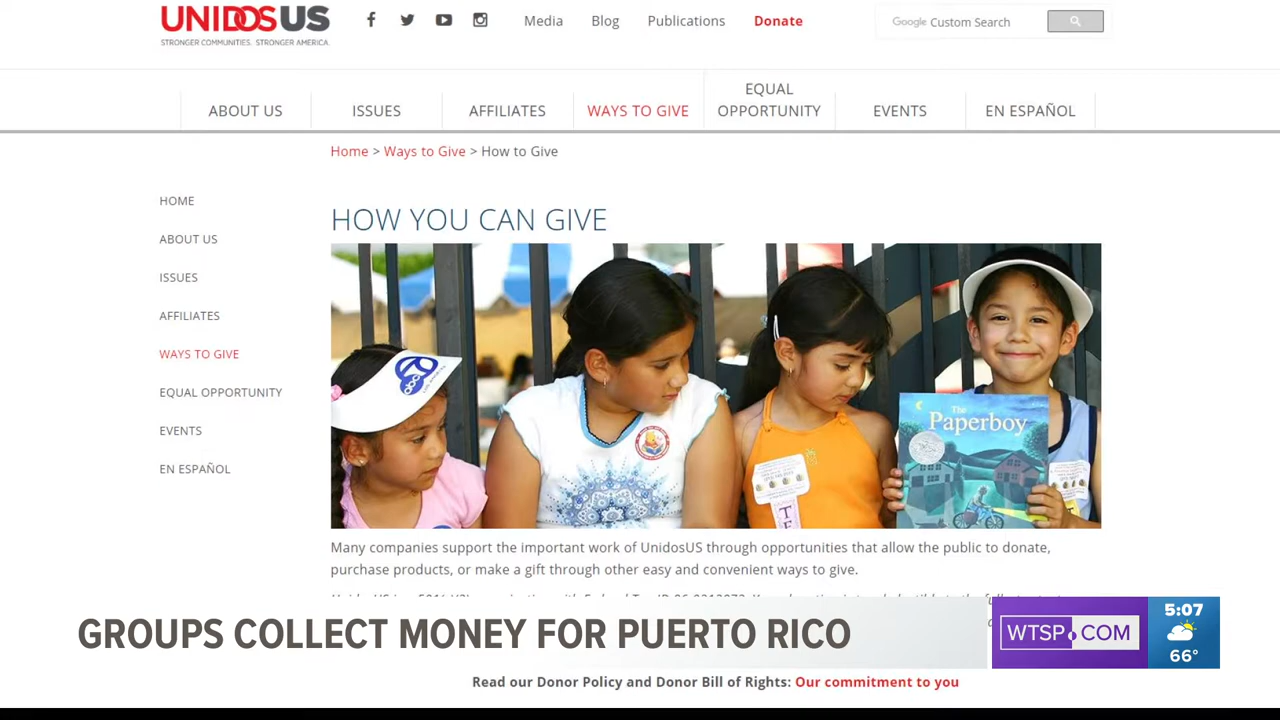 UNIDOSUS
STRONGER COMMUNITIES. STRONGER AMERICA.
Media Blog Publications Donate
Google Custom Search
ABOUT US ISSUES AFFILIATES WAYS TO GIVE EQUAL OPPORTUNITY EVENTS EN ESPAÑOL
Home > Ways to Give > How to Give
HOME
ABOUT US
ISSUES
AFFILIATES
WAYS TO GIVE
EQUAL OPPORTUNITY
EVENTS
EN ESPAÑOL
HOW YOU CAN GIVE
The
Paperboy
Many companies support the important work of UnidosUS through opportunities that allow the public to donate,
purchase products, or make a gift through other easy and convenient ways to give.
GROUPS COLLECT MONEY FOR PUERTO RICO
WTSP.COM
5:07
66°
Read our Donor Policy and Donor Bill of Rights: Our commitment to you